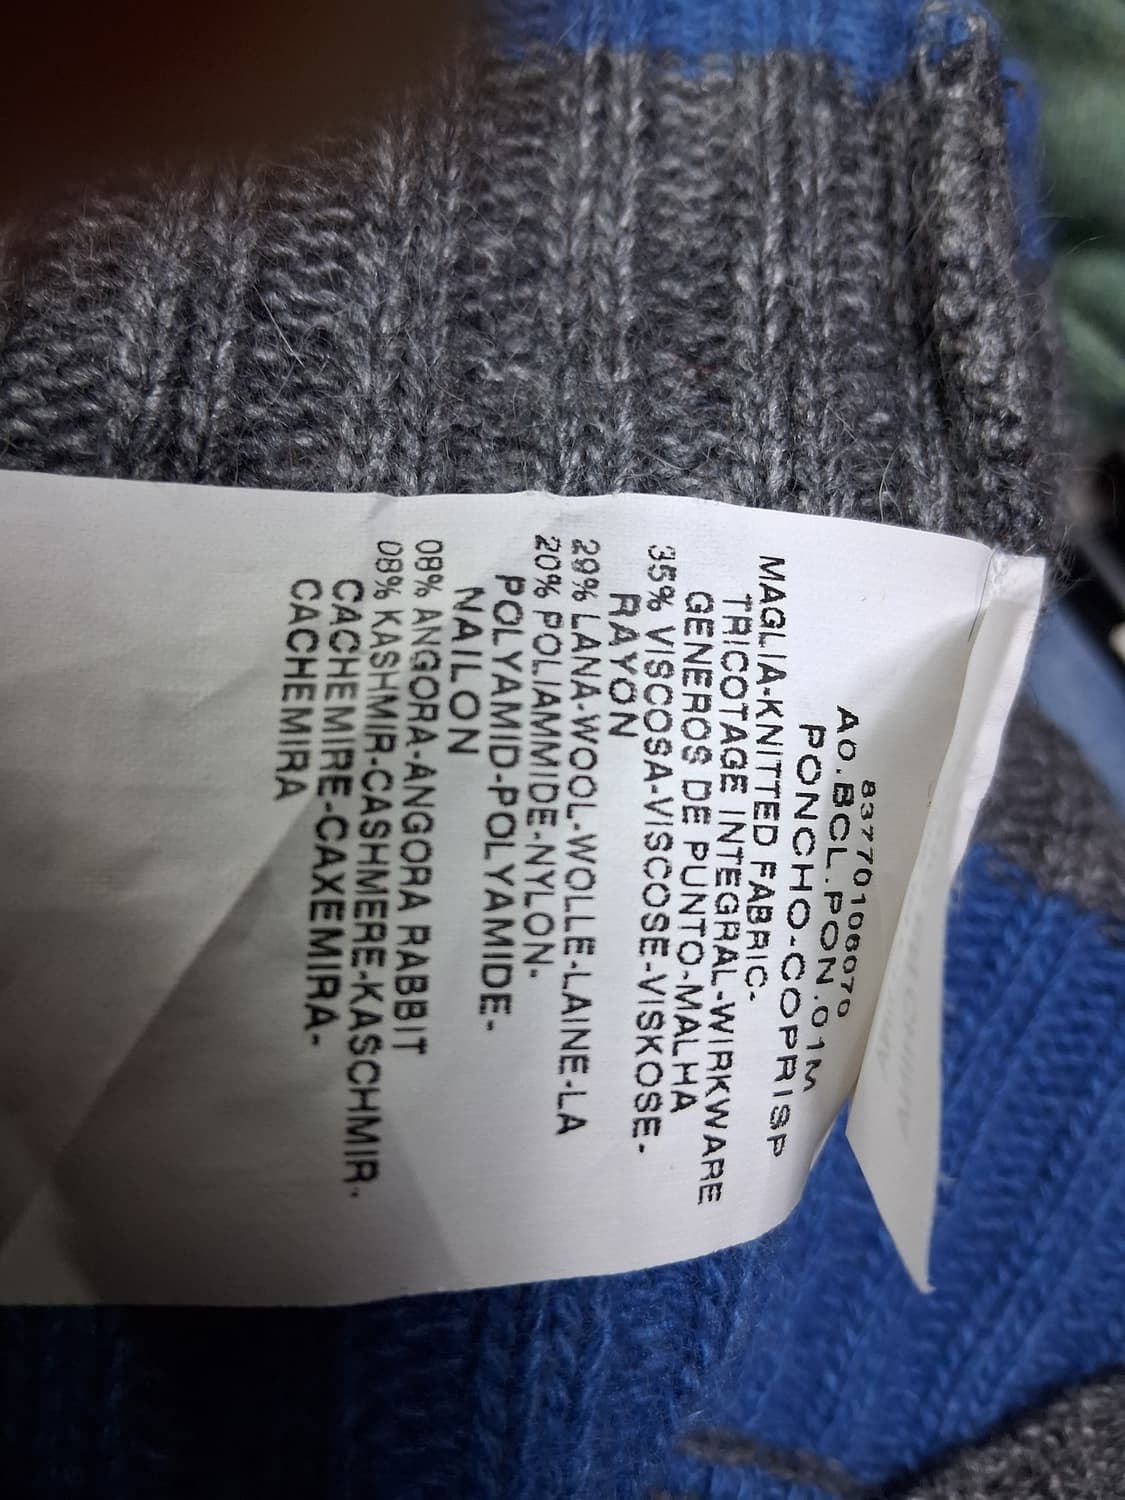 83770106070
AO.BCL.PON.01M
PONCHO-COPRISP
MAGLIA-KNITTED FABRIC-
TRICOTAGE INTEGRAL-WIRKWARE
GENEROS DE PUNTO-MALHA
35% VISCOSA-VISCOSE-VISKOSE-
RAYON
29% LANA-WOOL-WOLLE-LAINE-LA
20% POLIAMMIDE-NYLON-
POLYAMID-POLYAMIDE-
NAILON
08% ANGORA-ANGORA RABBIT
08% KASHMIR-CASHMERE-KASCHMIR-
CACHEMIRE-CAXEMIRA-
CACHEMIRA